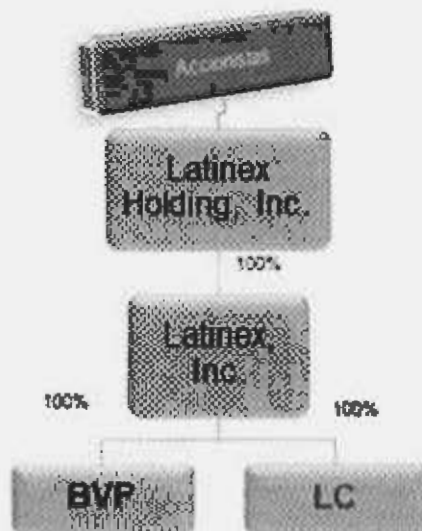 Accionistas
Latinex
Holding, Inc.
100%
Latinex,
Inc.
100%
100%
BVP
LC